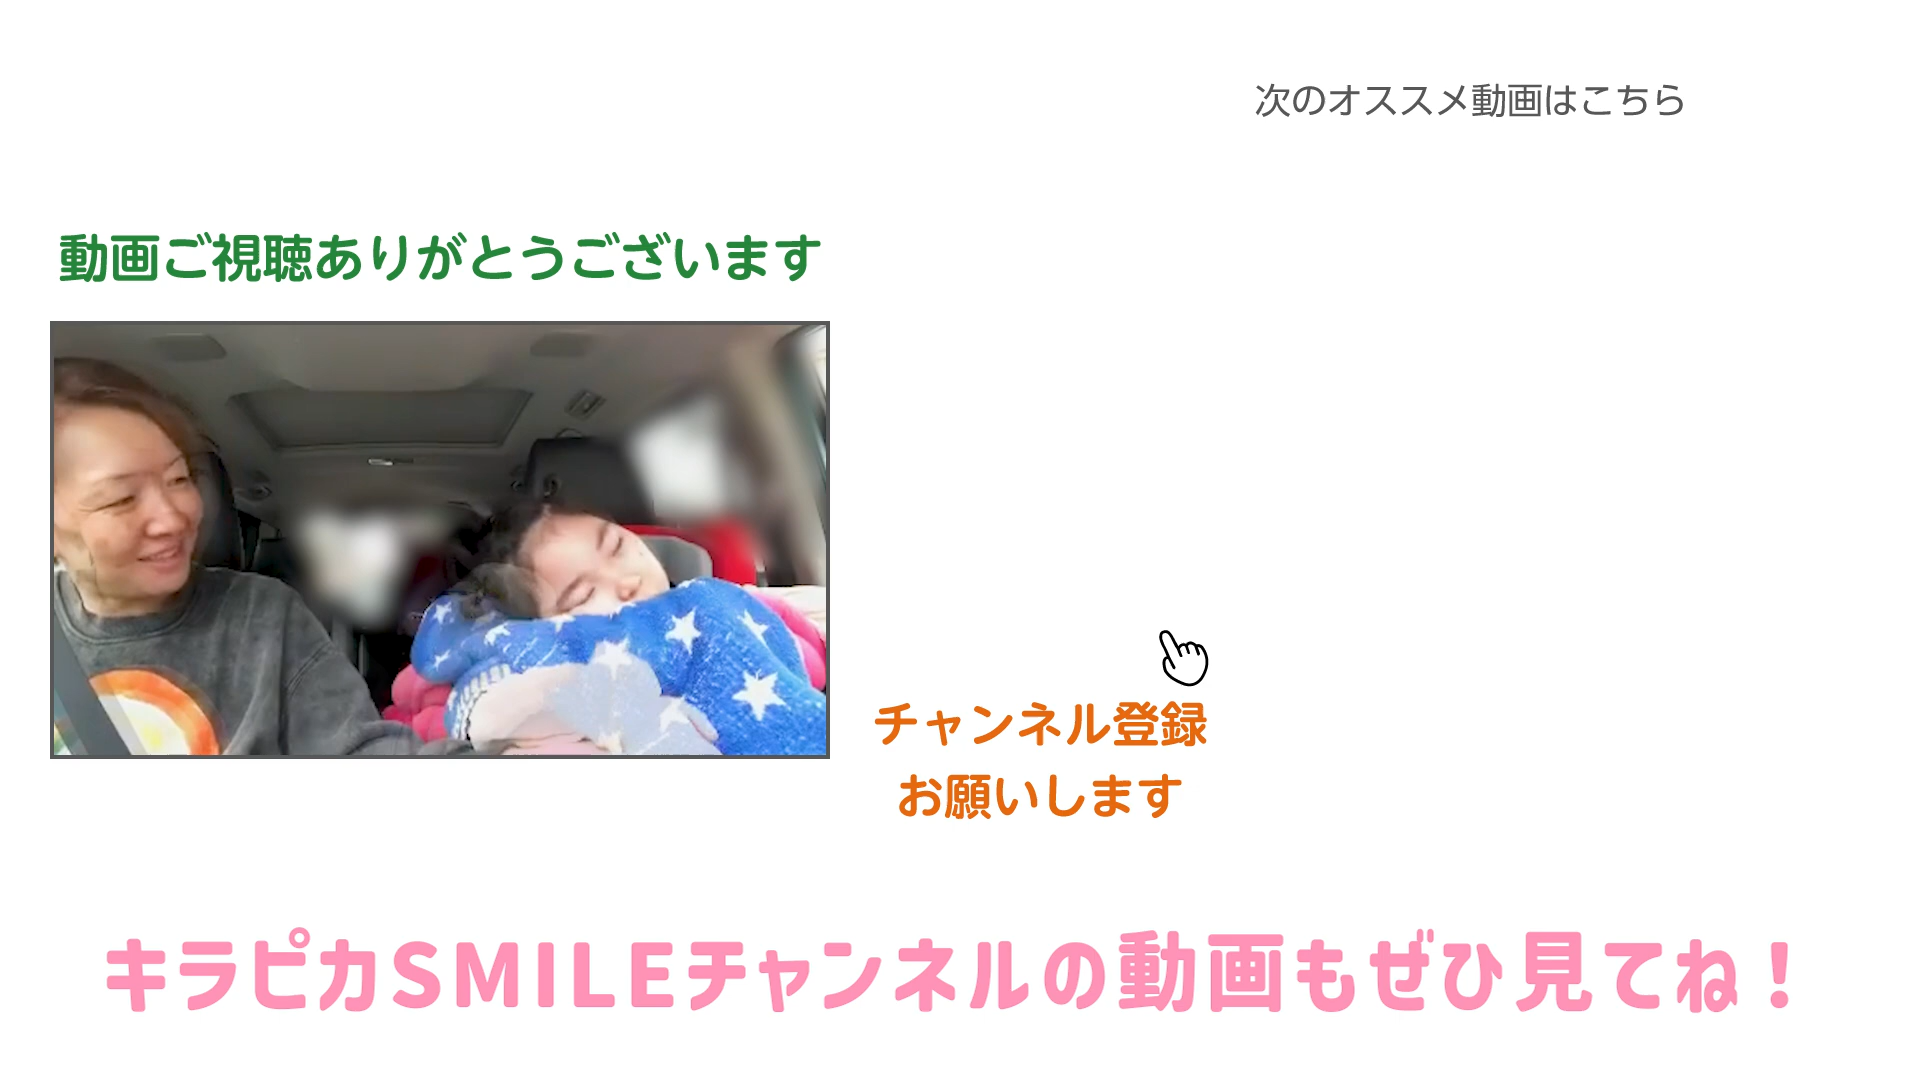 次のオススメ動画はこちら
動画ご視聴ありがとうございます
チャンネル登録
お願いします
キラピカSMILEチャンネルの動画もぜひ見てね！